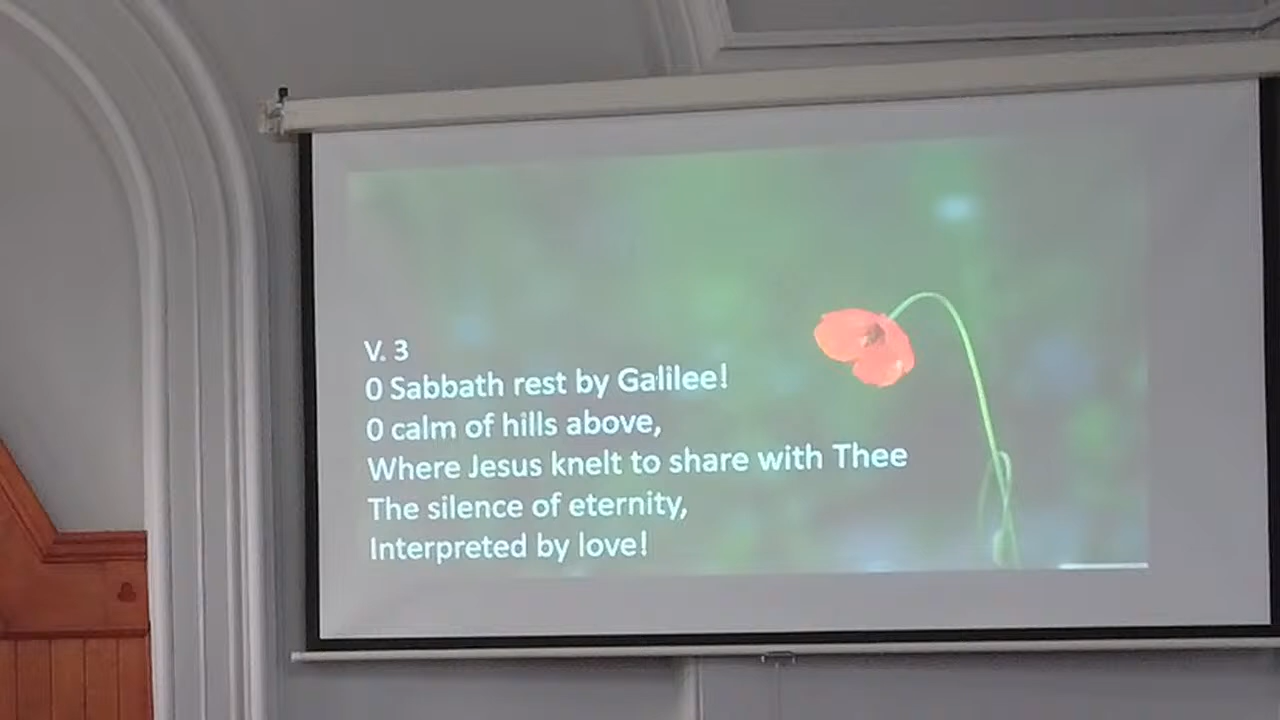 V. 3
0 Sabbath rest by Galilee!
0 calm of hills above,
Where Jesus knelt to share with Thee
The silence of eternity,
Interpreted by love!